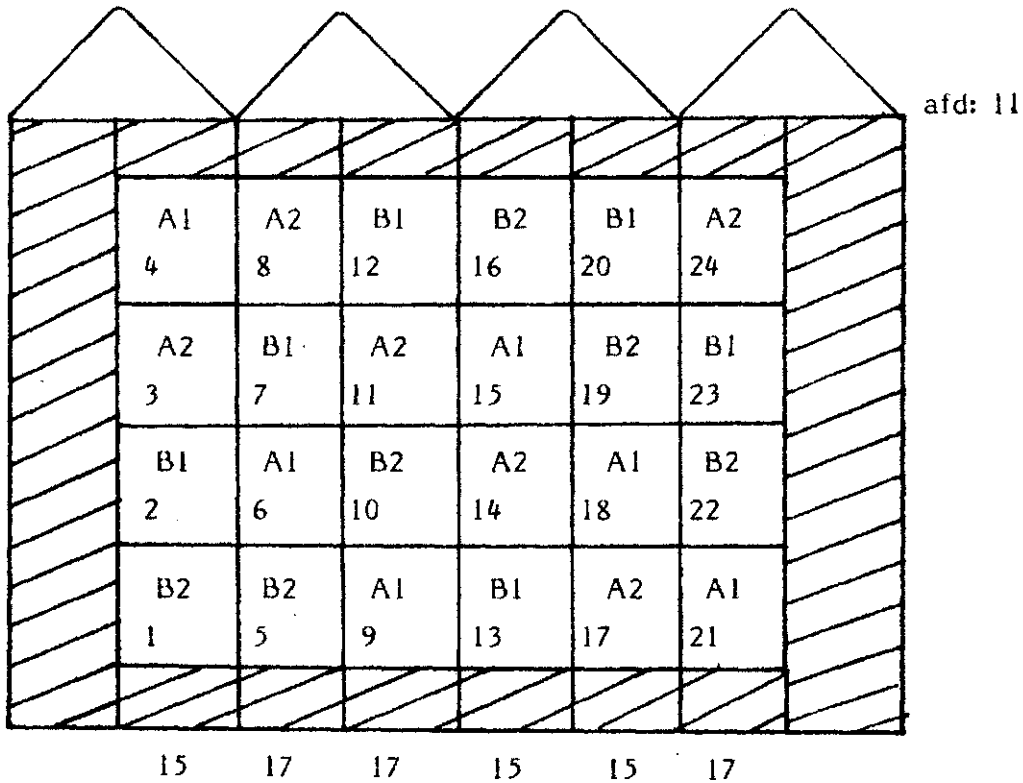 afd: 11
A1 A2 B1 B2 B1 A2
4 8 12 16 20 24
A2 B1 A2 A1 B2 B1
3 7 11 15 19 23
B1 A1 B2 A2 A1 B2
2 6 10 14 18 22
B2 B2 A1 B1 A2 A1
1 5 9 13 17 21
15 17 17 15 15 17